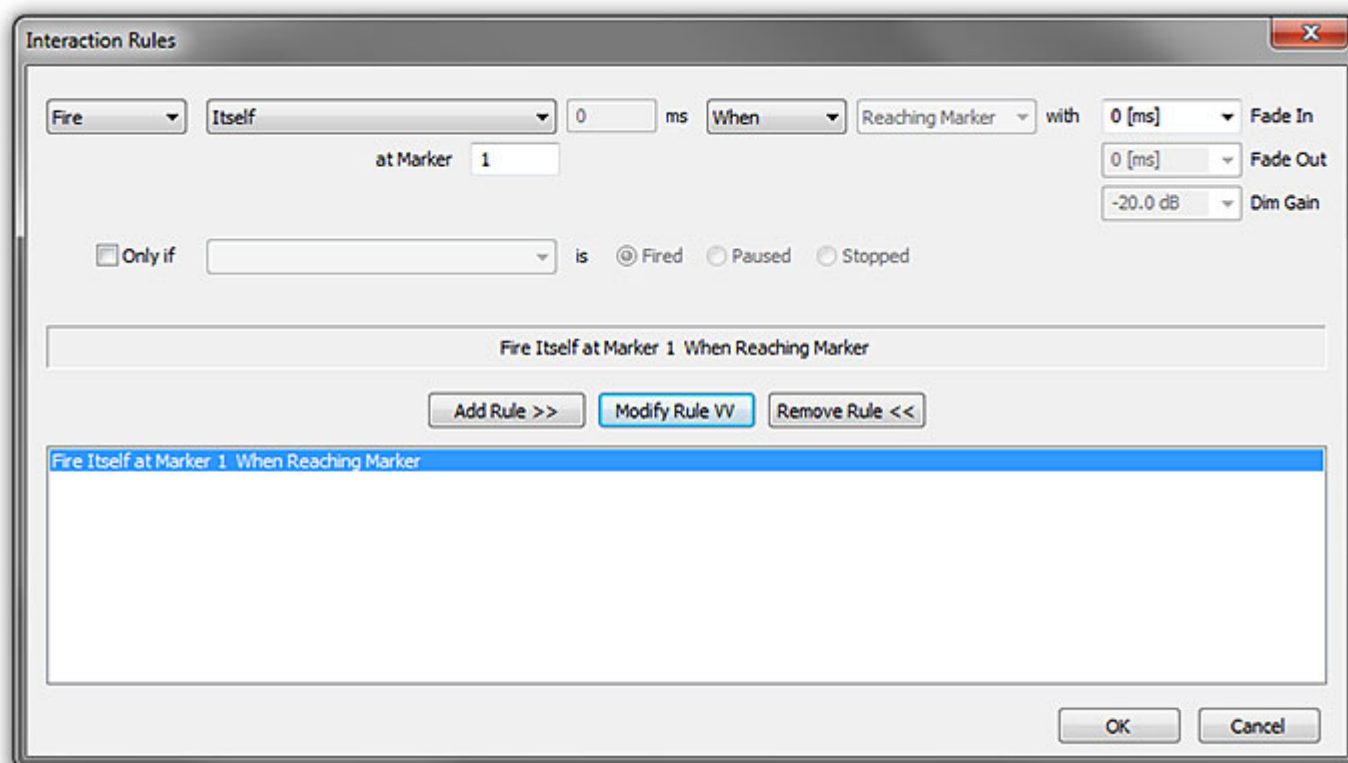 Interaction Rules
Fire Itself 0 ms When Reaching Marker with 0 [ms] Fade In
at Marker 1 0 [ms] Fade Out
-20.0 dB Dim Gain
Only if is Fired Paused Stopped
Fire Itself at Marker 1 When Reaching Marker
Add Rule >> Modify Rule VV Remove Rule <<
Fire Itself at Marker 1 When Reaching Marker
OK Cancel